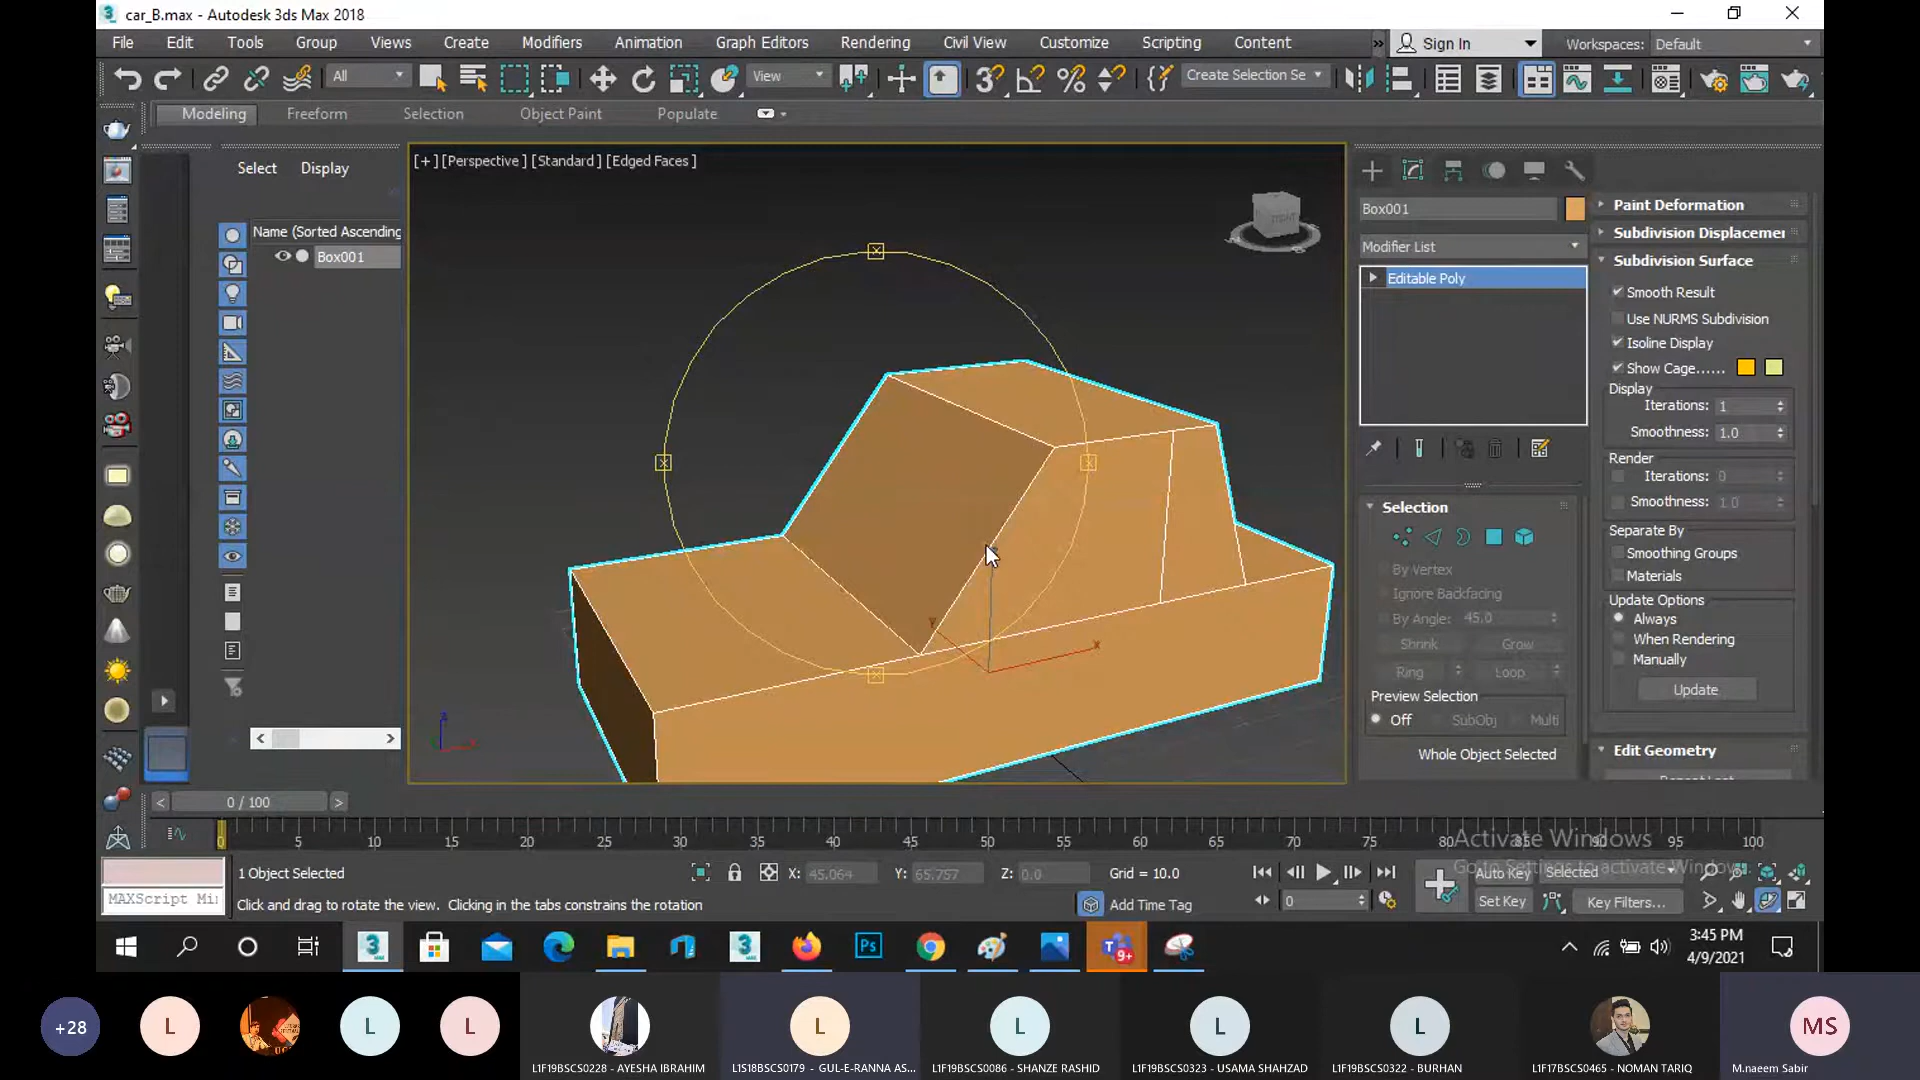 car_B.max - Autodesk 3ds Max 2018
File Edit Tools Group Views Create Modifiers Animation Graph Editors Rendering Civil View Customize Scripting Content » Sign In Workspaces: Default
All View Create Selection Se
Modeling Freeform Selection Object Paint Populate
Select Display
Name (Sorted Ascending
Box001
[+] [Perspective] [Standard] [Edged Faces]
Box001
Modifier List
Editable Poly
Selection
By Vertex
Ignore Backfacing
By Angle: 45.0
Shrink Grow
Ring Loop
Preview Selection
Off SubObj Multi
Whole Object Selected
Paint Deformation
Subdivision Displacemer
Subdivision Surface
Smooth Result
Use NURMS Subdivision
Isoline Display
Show Cage......
Display
Iterations: 1
Smoothness: 1.0
Render
Iterations: 0
Smoothness: 1.0
Separate By
Smoothing Groups
Materials
Update Options
Always
When Rendering
Manually
Update
Edit Geometry
0 / 100
0 5 10 15 20 25 30 35 40 45 50 55 60 65 70 75 80 85 90 95 100
Activate Windows
Go to Settings to activate Windows.
MAXScript Mi
1 Object Selected
X: 45.064 Y: 65.757 Z: 0.0 Grid = 10.0
Auto Key Selected
Click and drag to rotate the view. Clicking in the tabs constrains the rotation
Add Time Tag
0
Set Key Key Filters...
3:45 PM
4/9/2021
9+
Ps
+28 L L L L L L L MS
L1F19BSCS0228 - AYESHA IBRAHIM
L1S18BSCS0179 - GUL-E-RANNA AS...
L1F19BSCS0086 - SHANZE RASHID
L1F19BSCS0323 - USAMA SHAHZAD
L1F19BSCS0322 - BURHAN
L1F17BSCS0465 - NOMAN TARIQ
M.naeem Sabir